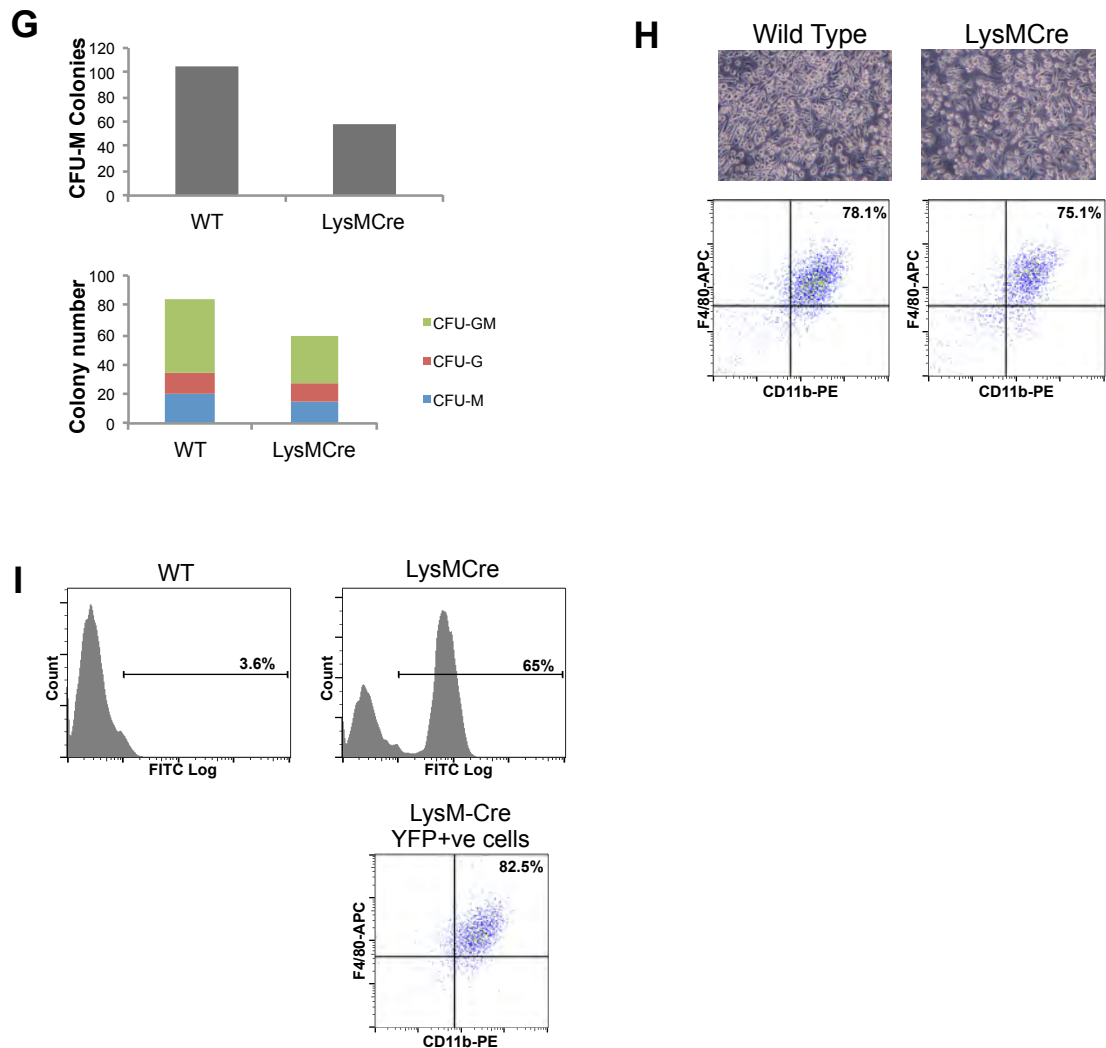 G
CFU-M Colonies
120
100
80
60
40
20
0
WT
LysMCre
Colony number
100
80
60
40
20
0
WT
LysMCre
CFU-GM
CFU-G
CFU-M
H
Wild Type
LysMCre
78.1%
F4/80-APC
CD11b-PE
75.1%
F4/80-APC
CD11b-PE
I
WT
3.6%
Count
FITC Log
LysMCre
65%
Count
FITC Log
LysM-Cre
YFP+ve cells
82.5%
F4/80-APC
CD11b-PE